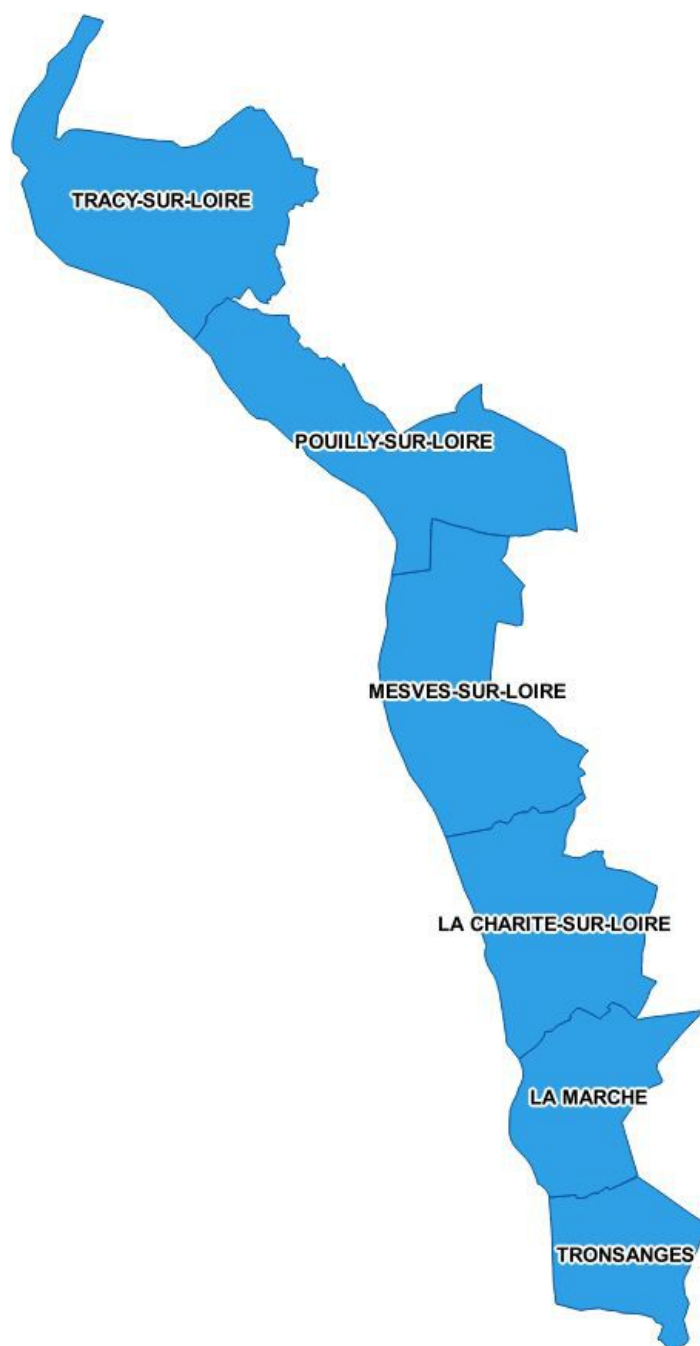 TRACY-SUR-LOIRE
POUILLY-SUR-LOIRE
MESVES-SUR-LOIRE
LA CHARITE-SUR-LOIRE
LA MARCHE
TRONSANGES